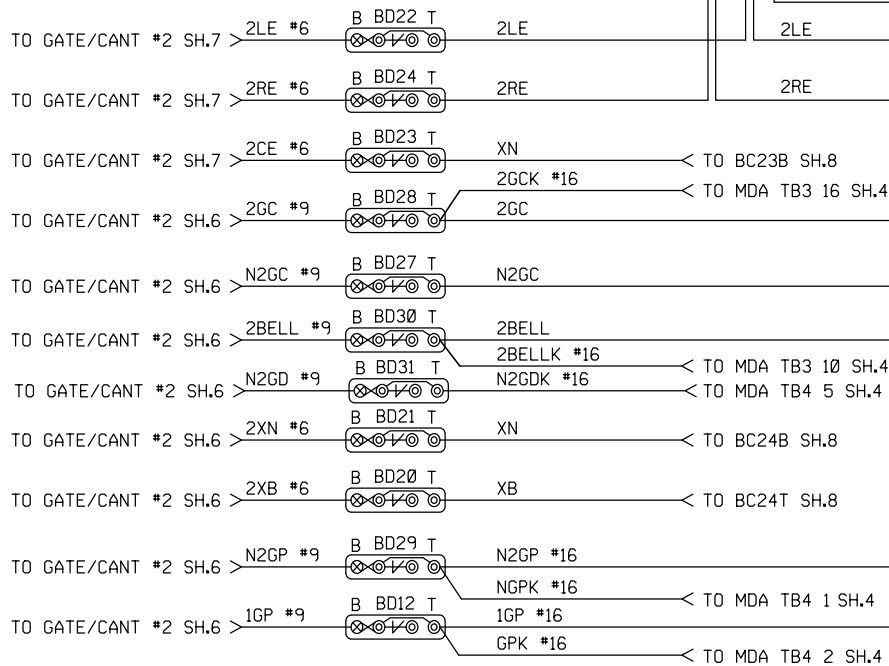 TO GATE/CANT #2 SH.7 2LE #6 B BD22 T 2LE 2LE
TO GATE/CANT #2 SH.7 2RE #6 B BD24 T 2RE 2RE
TO GATE/CANT #2 SH.7 2CE #6 B BD23 T XN TO BC23B SH.8
2GCK #16 TO MDA TB3 16 SH.4
TO GATE/CANT #2 SH.6 2GC #9 B BD28 T 2GC
TO GATE/CANT #2 SH.6 N2GC #9 B BD27 T N2GC
TO GATE/CANT #2 SH.6 2BELL #9 B BD30 T 2BELL
2BELLK #16 TO MDA TB3 10 SH.4
TO GATE/CANT #2 SH.6 N2GD #9 B BD31 T N2GDK #16 TO MDA TB4 5 SH.4
TO GATE/CANT #2 SH.6 2XN #6 B BD21 T XN TO BC24B SH.8
TO GATE/CANT #2 SH.6 2XB #6 B BD20 T XB TO BC24T SH.8
TO GATE/CANT #2 SH.6 N2GP #9 B BD29 T N2GP #16
NGPK #16 TO MDA TB4 1 SH.4
TO GATE/CANT #2 SH.6 1GP #9 B BD12 T 1GP #16
GPK #16 TO MDA TB4 2 SH.4